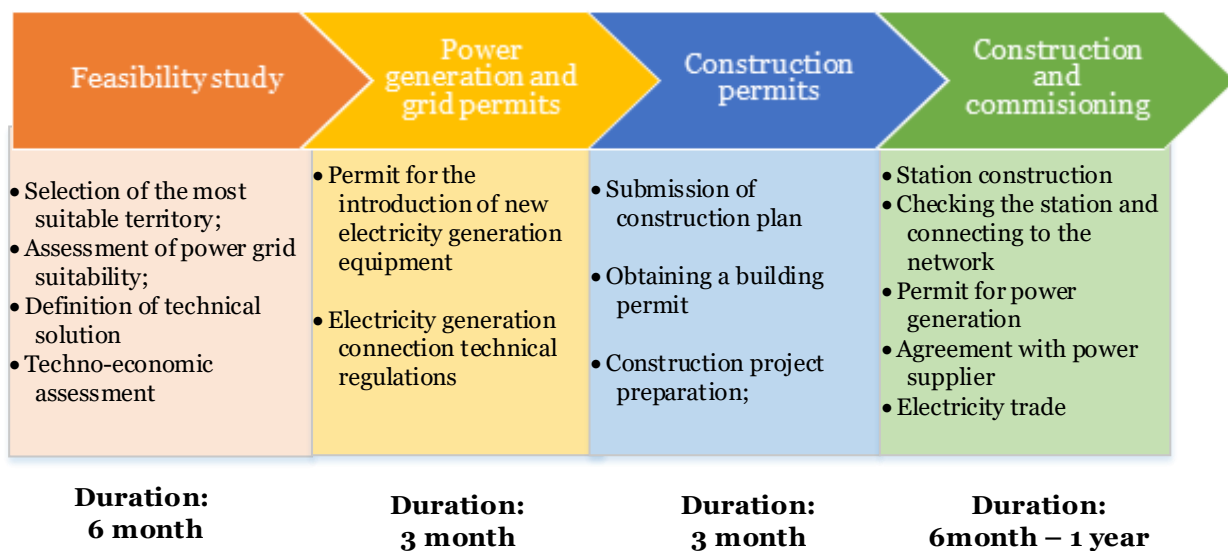 Feasibility study
Power
generation and
grid permits
Construction
permits
Construction
and
commisioning
• Selection of the most
suitable territory;
• Assessment of power grid
suitability;
• Definition of technical
solution
• Techno-economic
assessment
• Permit for the
introduction of new
electricity generation
equipment
• Electricity generation
connection technical
regulations
• Submission of
construction plan
• Obtaining a building
permit
• Construction project
preparation;
• Station construction
• Checking the station and
connecting to the
network
• Permit for power
generation
• Agreement with power
supplier
• Electricity trade
Duration:
6 month
Duration:
3 month
Duration:
3 month
Duration:
6month – 1 year